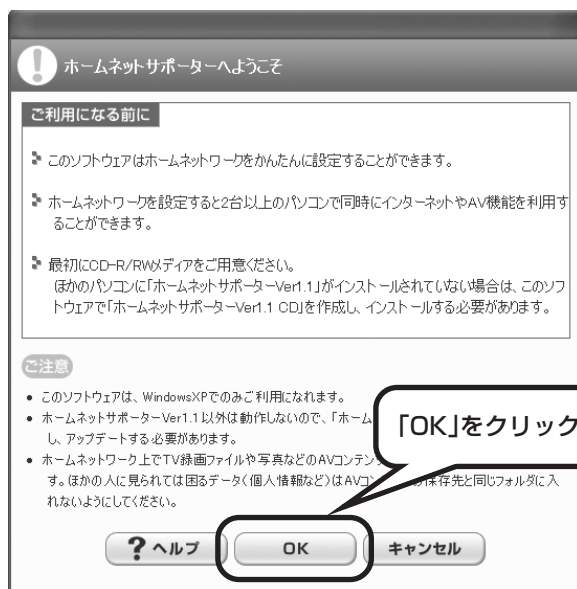 ホームネットサポーターへようこそ
ご利用になる前に
このソフトウェアはホームネットワークをかんたんに設定することができます。
ホームネットワークを設定すると2台以上のパソコンで同時にインターネットやAV機能を利用す
ることができます。
最初にCD-R/RWメディアをご用意ください。
ほかのパソコンに「ホームネットサポーターVer1.1」がインストールされていない場合は、このソフ
トウェアで「ホームネットサポーターVer1.1 CD」を作成し、インストールする必要があります。
ご注意
このソフトウェアは、WindowsXPでのみご利用になれます。
ホームネットサポーターVer1.1以外は動作しないので、「ホーム
し、アップデートする必要があります。
ホームネットワーク上でTV録画ファイルや写真などのAVコンテン
す。ほかの人に見られては困るデータ(個人情報など)はAVコン の保存先と同じフォルダに入
れないようにしてください。
「OK」をクリック
? ヘルプ
OK
キャンセル